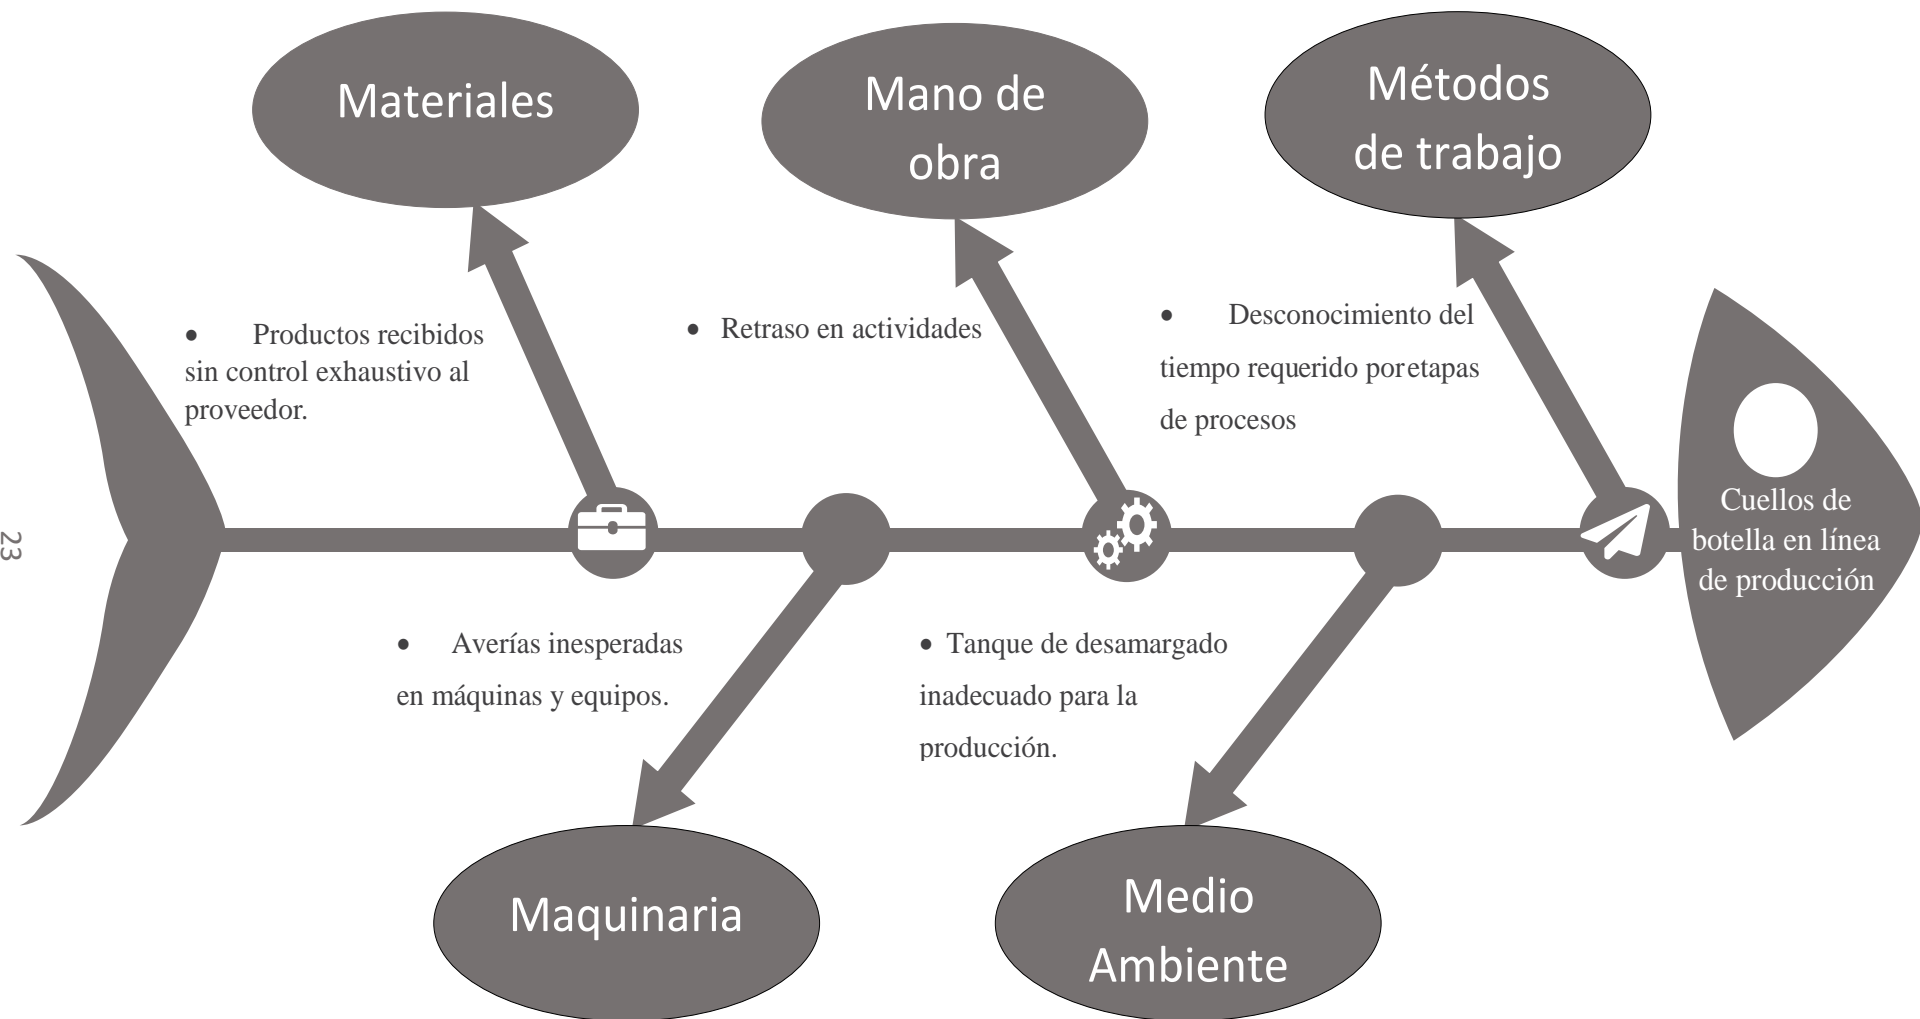 Materiales
Mano de
obra
Métodos
de trabajo
• Productos recibidos
sin control exhaustivo al
proveedor.
• Retraso en actividades
• Desconocimiento del
tiempo requerido por etapas
de procesos
Cuellos de
botella en línea
de producción
23
• Averías inesperadas
en máquinas y equipos.
• Tanque de desamargado
inadecuado para la
producción.
Maquinaria
Medio
Ambiente